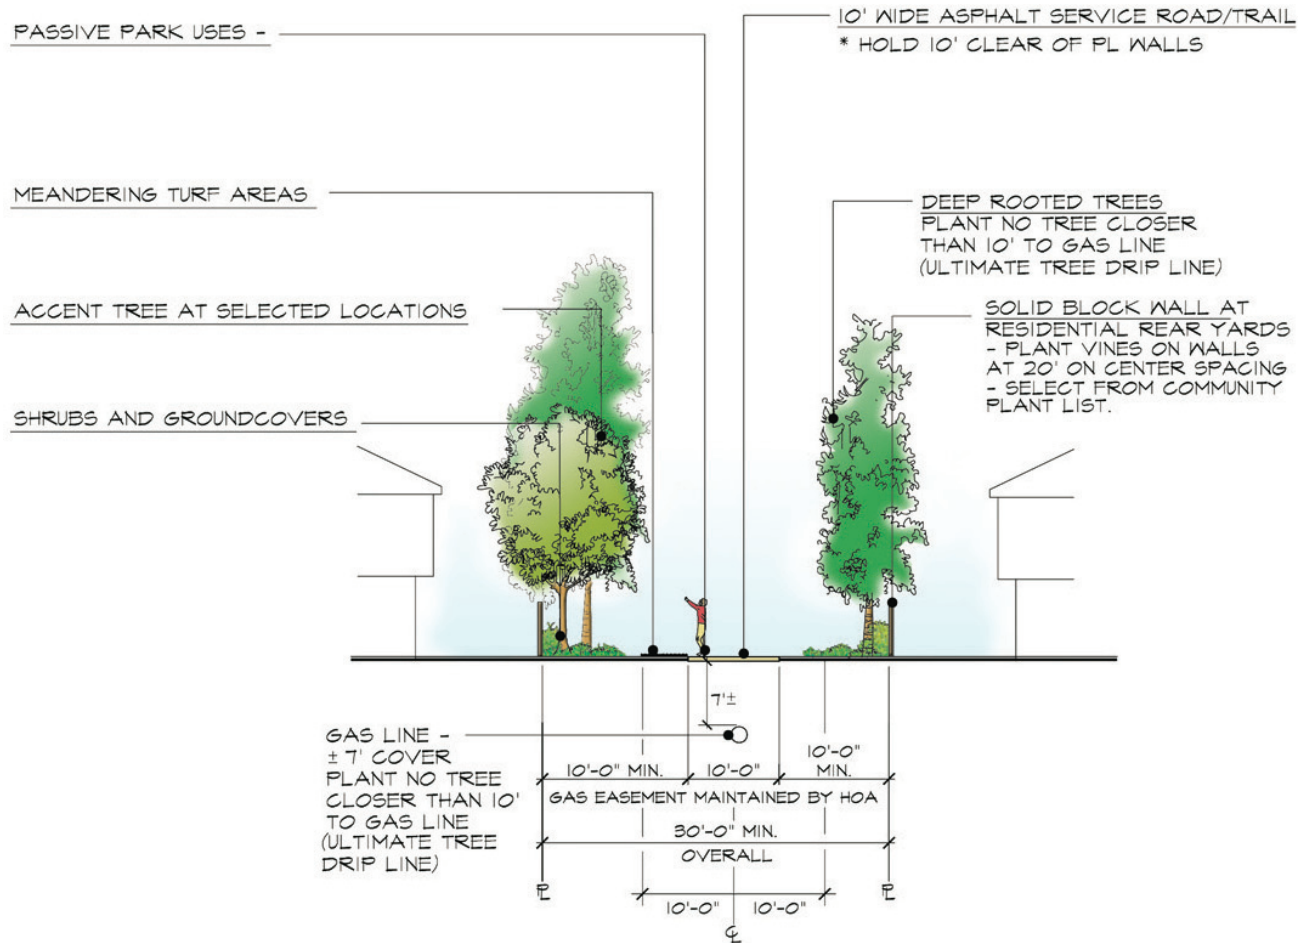 PASSIVE PARK USES -
10' WIDE ASPHALT SERVICE ROAD/TRAIL
* HOLD 10' CLEAR OF PL WALLS
MEANDERING TURF AREAS
DEEP ROOTED TREES
PLANT NO TREE CLOSER
THAN 10' TO GAS LINE
(ULTIMATE TREE DRIP LINE)
ACCENT TREE AT SELECTED LOCATIONS
SOLID BLOCK WALL AT
RESIDENTIAL REAR YARDS
- PLANT VINES ON WALLS
AT 20' ON CENTER SPACING
- SELECT FROM COMMUNITY
PLANT LIST.
SHRUBS AND GROUNDCOVERS
7'±
GAS LINE -
± 7' COVER
PLANT NO TREE
CLOSER THAN 10'
TO GAS LINE
(ULTIMATE TREE
DRIP LINE)
10'-0" MIN.
10'-0"
10'-0"
MIN.
GAS EASEMENT MAINTAINED BY HOA
30'-0" MIN.
OVERALL
PL
PL
10'-0"
10'-0"
CL